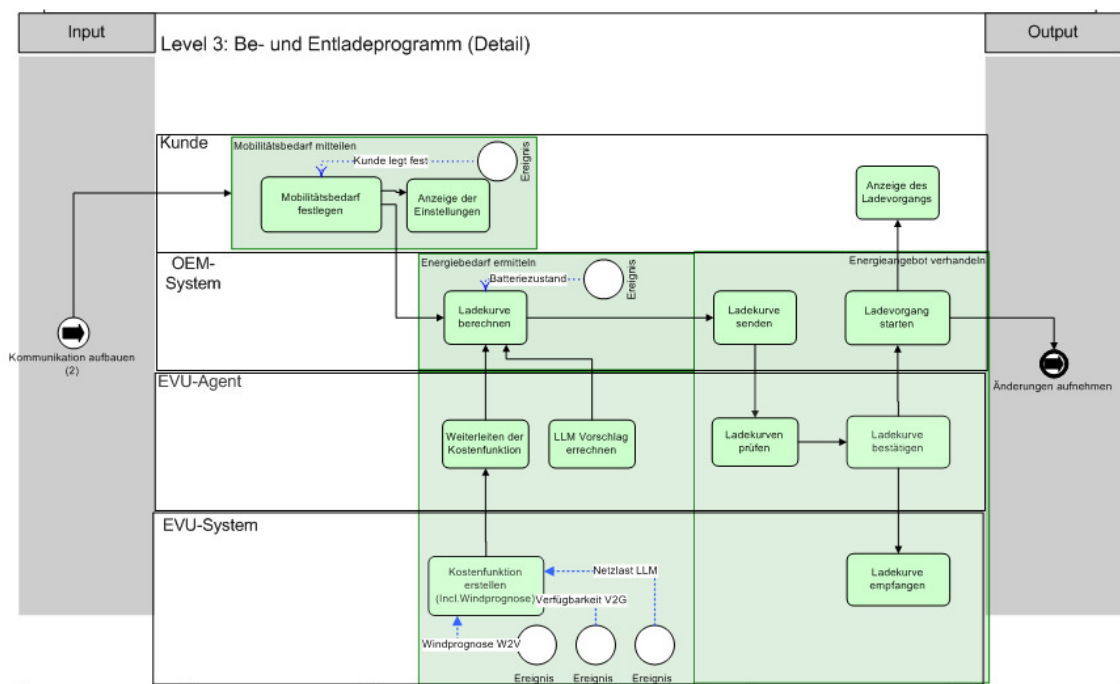 Input
Level 3: Be- und Entladeprogramm (Detail)
Output
Kunde
Mobilitätsbedarf mitteilen
Kunde legt fest
Ereignis
Mobilitätsbedarf
festlegen
Anzeige der
Einstellungen
Anzeige des
Ladevorgangs
OEM-
System
Energiebedarf ermitteln
Batteriezustand
Ereignis
Energieangebot verhandeln
Ladekurve
berechnen
Ladekurve
senden
Ladevorgang
starten
Kommunikation aufbauen
(2)
Änderungen aufnehmen
EVU-Agent
Weiterleiten der
Kostenfunktion
LLM Vorschlag
errechnen
Ladekurven
prüfen
Ladekurve
bestätigen
EVU-System
Kostenfunktion
erstellen
(Incl.Windprognose)
Netzlast LLM
Verfügbarkeit V2G
Windprognose W2V
Ereignis
Ereignis
Ereignis
Ladekurve
empfangen